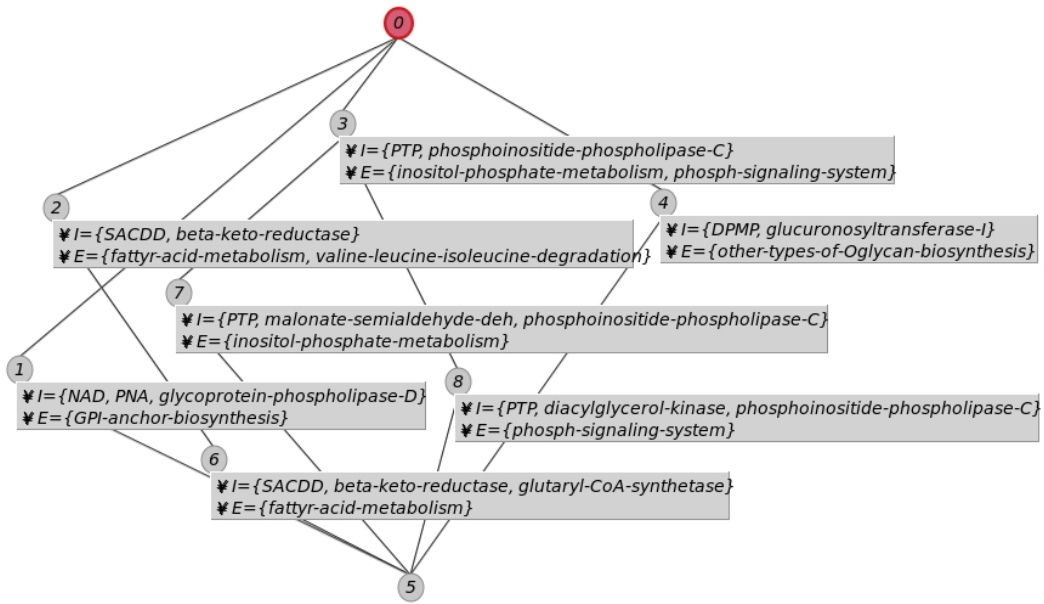 0
3
¥ I={PTP, phosphoinositide-phospholipase-C}
¥ E={inositol-phosphate-metabolism, phosph-signaling-system}
2
¥ I={SACDD, beta-keto-reductase}
¥ E={fattyr-acid-metabolism, valine-leucine-isoleucine-degradation}
4
¥ I={DPMP, glucuronosyltransferase-I}
¥ E={other-types-of-Oglycan-biosynthesis}
7
¥ I={PTP, malonate-semialdehyde-deh, phosphoinositide-phospholipase-C}
¥ E={inositol-phosphate-metabolism}
1
¥ I={NAD, PNA, glycoprotein-phospholipase-D}
¥ E={GPI-anchor-biosynthesis}
8
¥ I={PTP, diacylglycerol-kinase, phosphoinositide-phospholipase-C}
¥ E={phosph-signaling-system}
6
¥ I={SACDD, beta-keto-reductase, glutaryl-CoA-synthetase}
¥ E={fattyr-acid-metabolism}
5